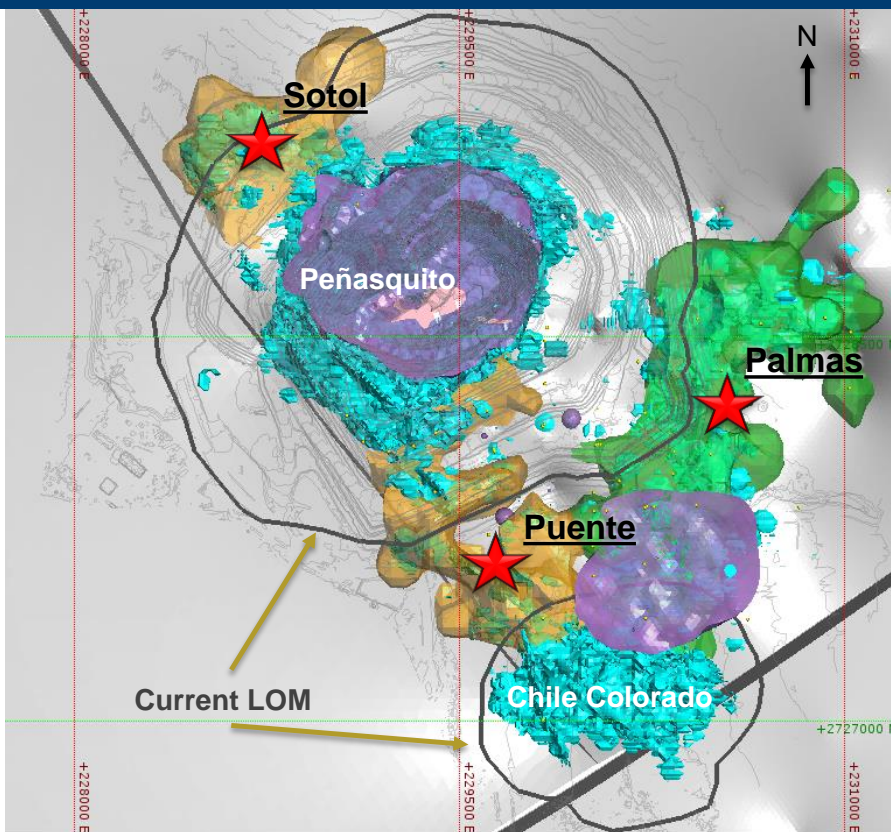 +228000 E
+229500 E
+231000 E
N
Sotol
Peñasquito
Palmas
Puente
Current LOM
Chile Colorado
+2727000 N
+228000 E
+229500 E
+231000 E